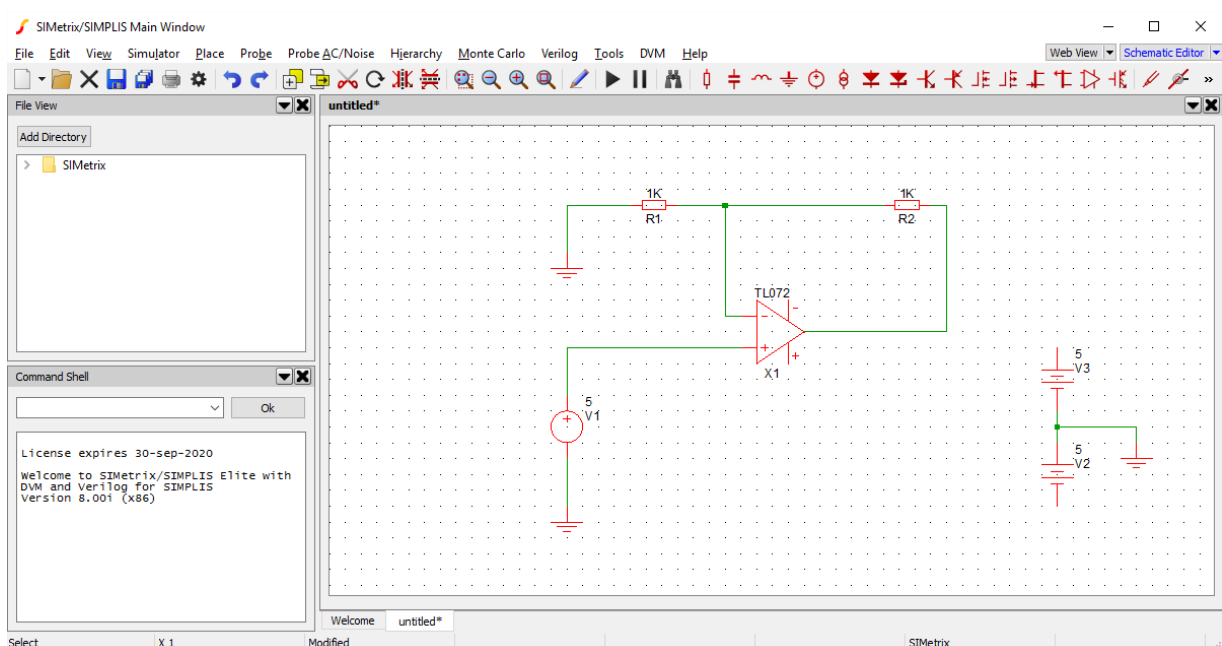 SIMetrix/SIMPLIS Main Window
File Edit View Simulator Place Probe Probe AC/Noise Hierarchy Monte Carlo Verilog Tools DVM Help Web View Schematic Editor
»
File View
untitled*
Add Directory
SIMetrix
1K
R1
1K
R2
TL072
-
-
+
+
X1
5
V3
Command Shell
Ok
5
V1
+
5
V2
License expires 30-sep-2020
Welcome to SIMetrix/SIMPLIS Elite with
DVM and Verilog for SIMPLIS
Version 8.00i (x86)
Welcome untitled*
Select X 1 Modified SIMetrix